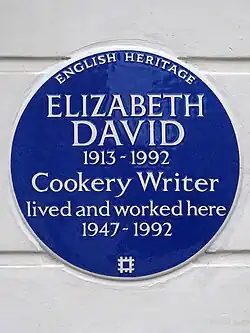 ENGLISH HERITAGE
ELIZABETH
DAVID
1913 - 1992
Cookery Writer
lived and worked here
1947 - 1992